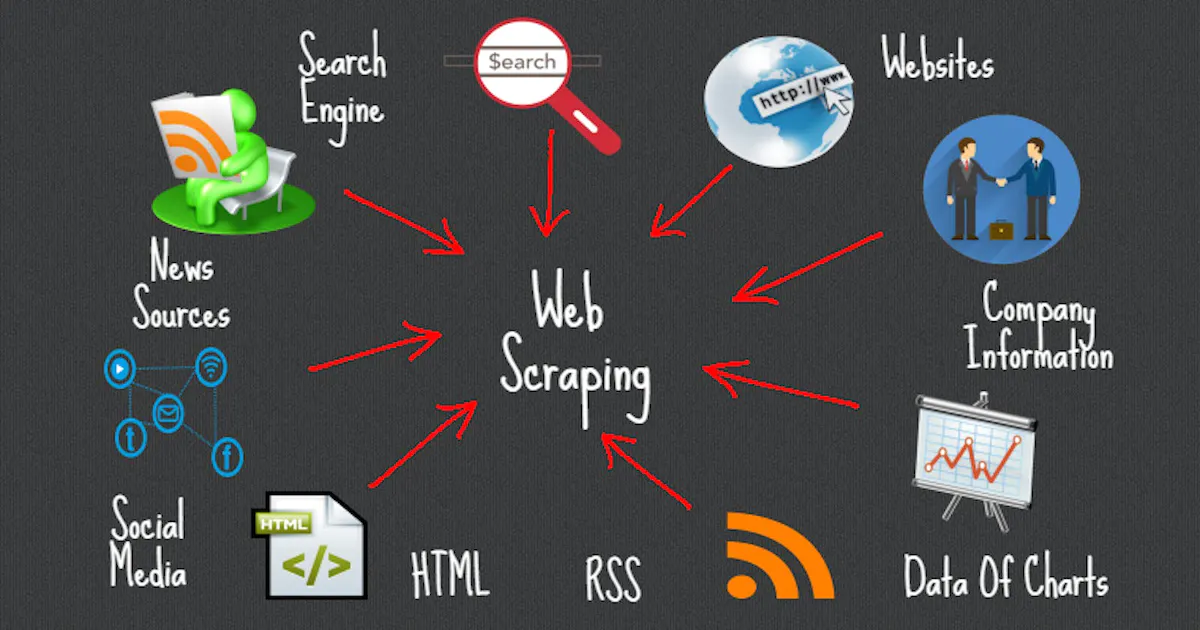 Search
Engine
$earch
http://www
Websites
News
Sources
Web
Scraping
Company
Information
t
f
Social
Media
HTML
</>
HTML
RSS
Data Of Charts